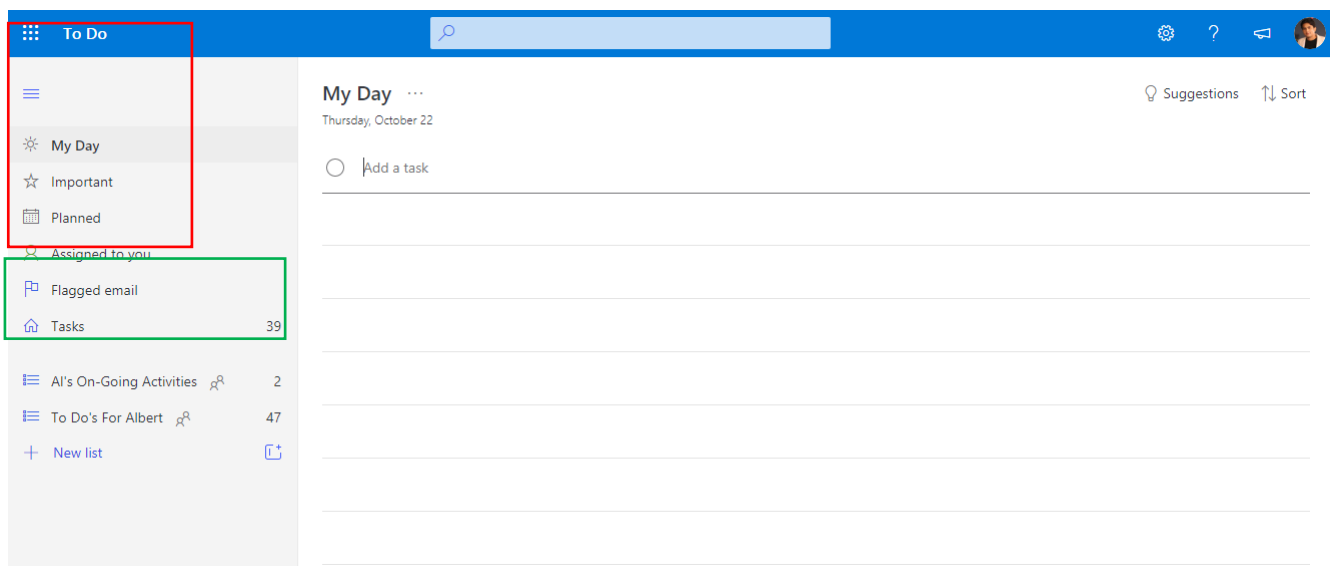 To Do
My Day ···
Suggestions
Sort
Thursday, October 22
Add a task
My Day
Important
Planned
Assigned to you
Flagged email
Tasks 39
Al's On-Going Activities 2
To Do's For Albert 47
New list